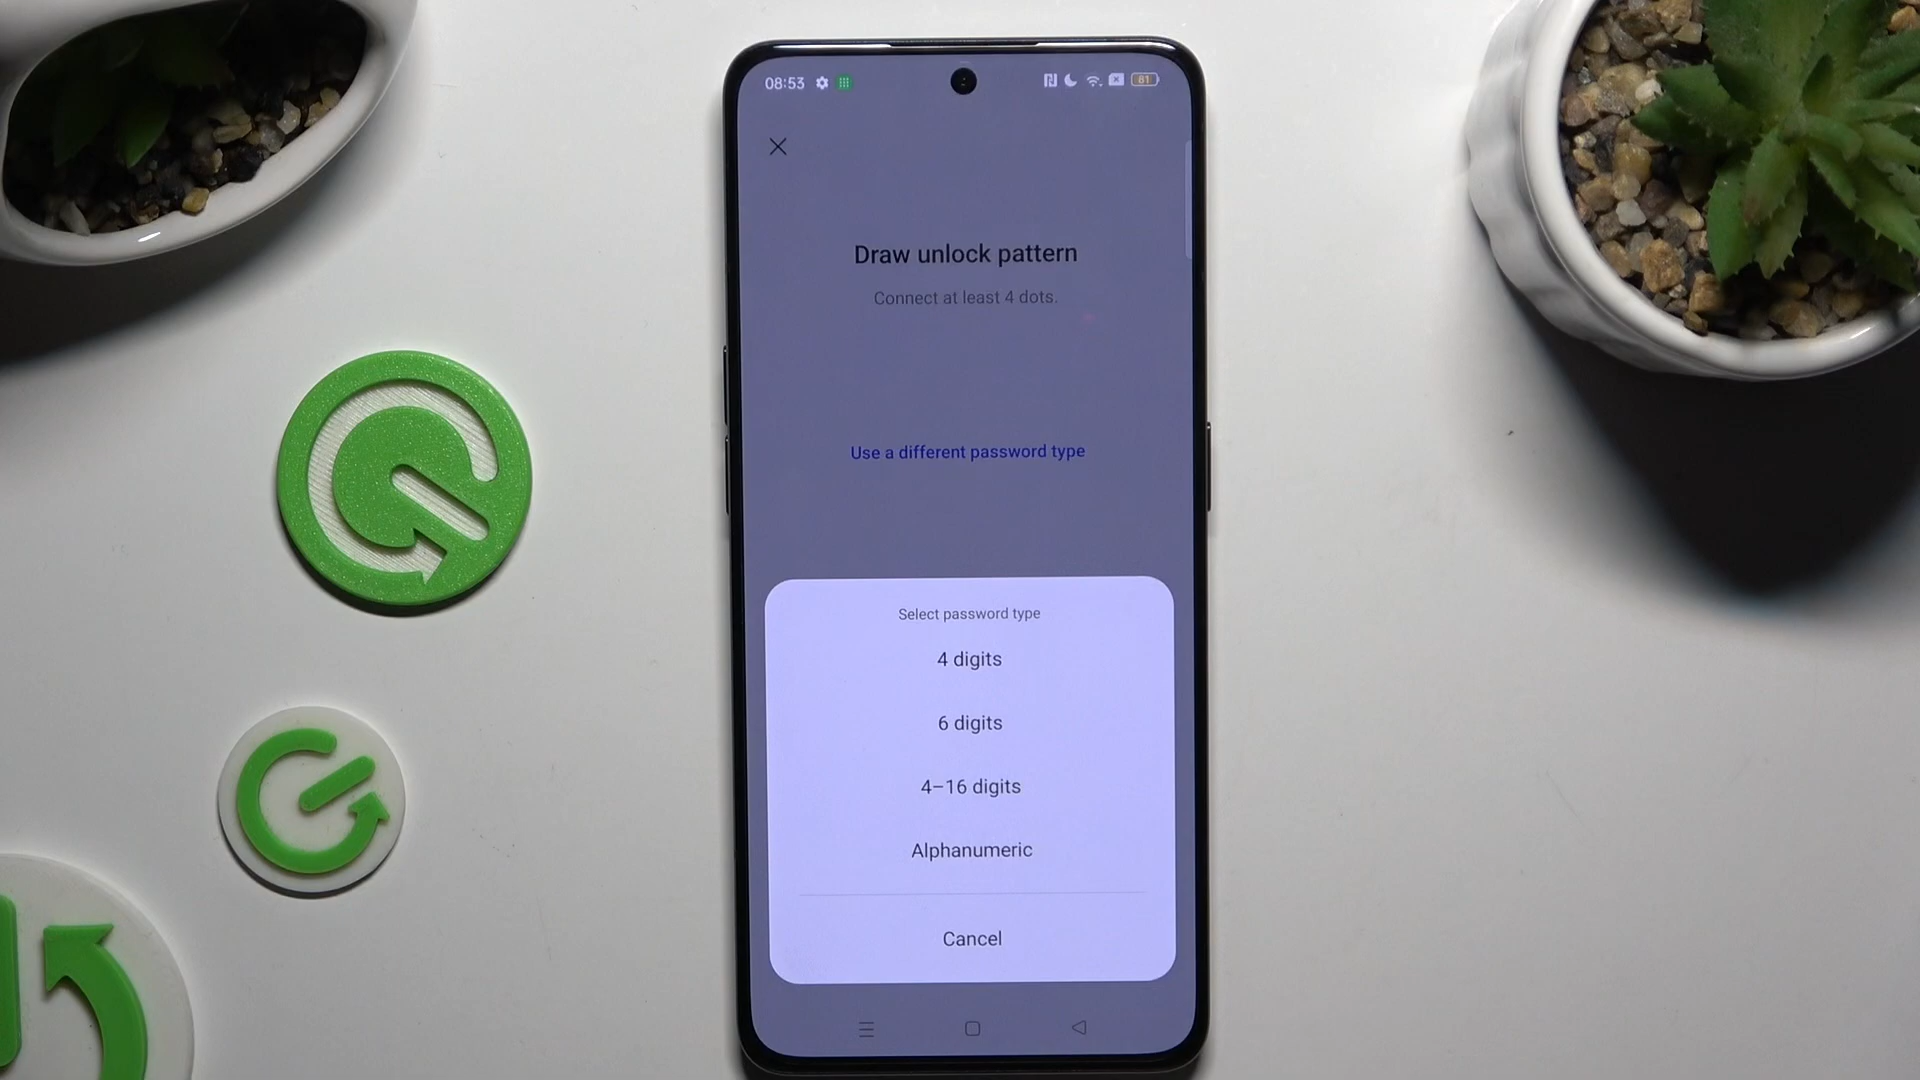 08:53
61
Draw unlock pattern
Connect at least 4 dots.
Use a different password type
Select password type
4 digits
6 digits
4–16 digits
Alphanumeric
Cancel